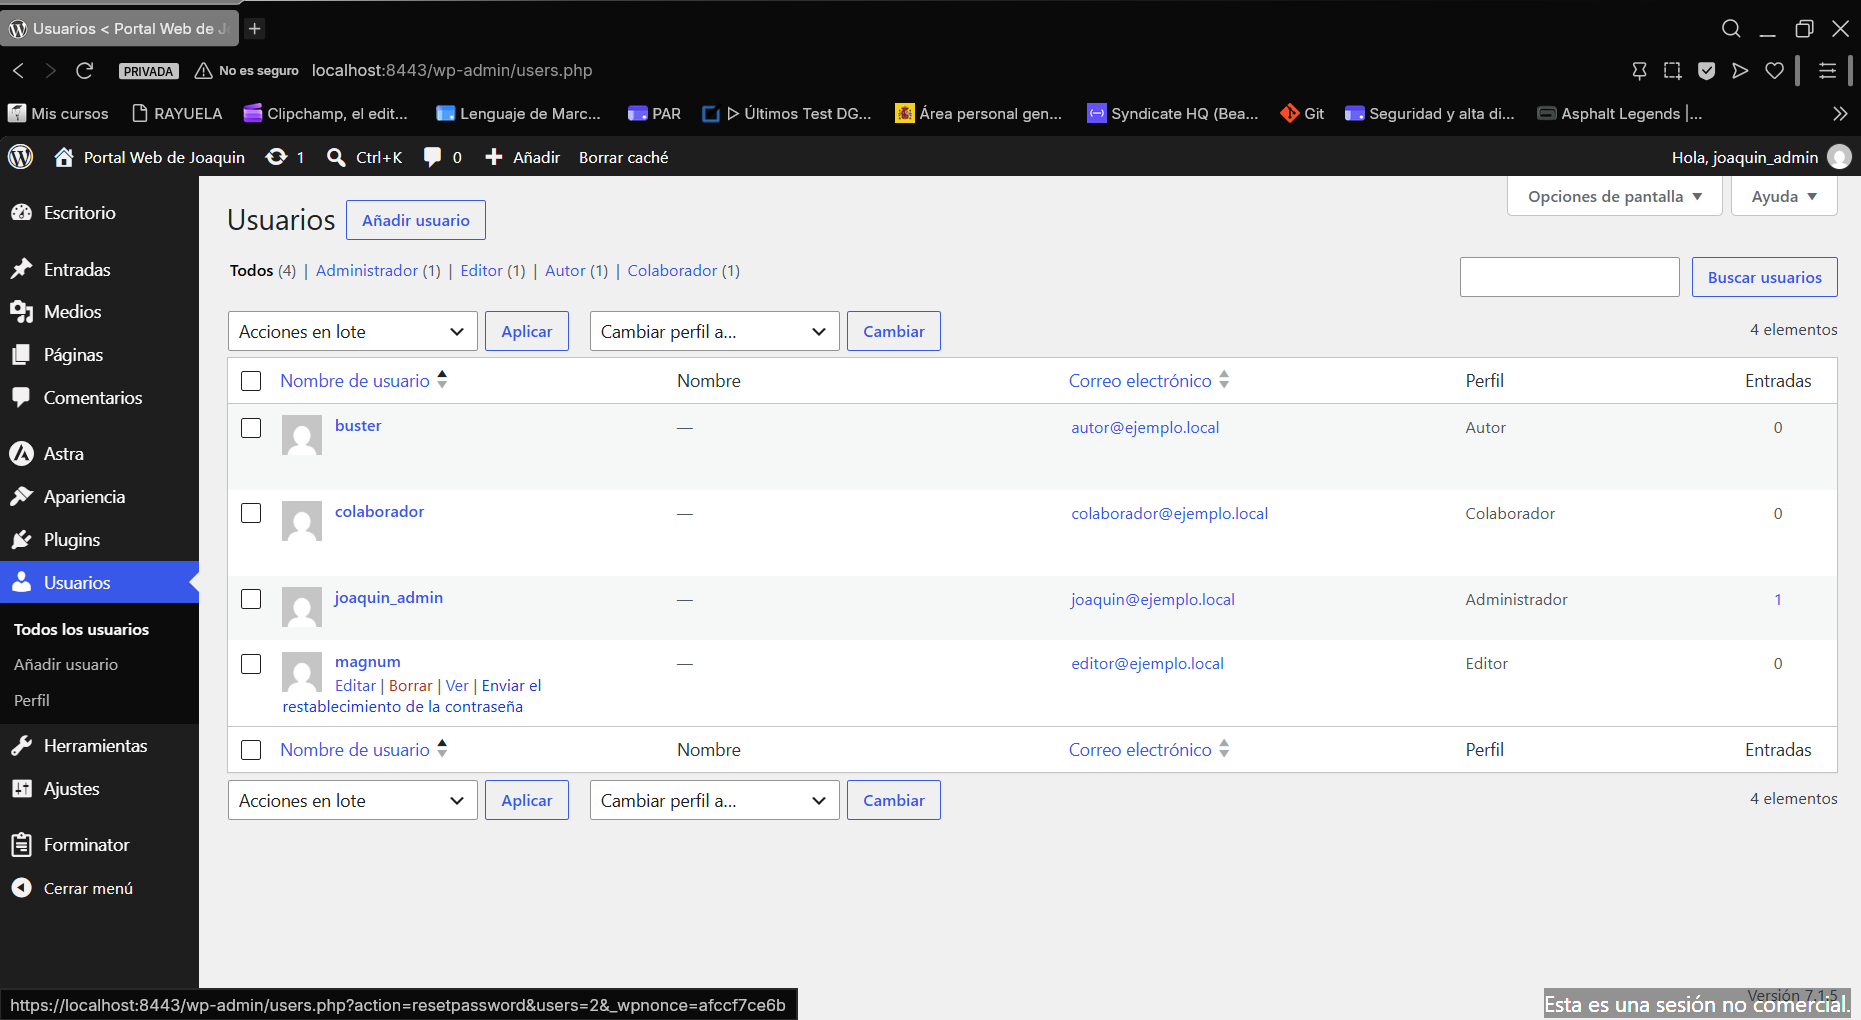 Usuarios < Portal Web de J
PRIVADA No es seguro localhost:8443/wp-admin/users.php
Mis cursos RAYUELA Clipchamp, el edit... Lenguaje de Marc... PAR ▷ Últimos Test DG... Área personal gen... Syndicate HQ (Bea... Git Seguridad y alta di... Asphalt Legends |...
Portal Web de Joaquin 1 Ctrl+K 0 Añadir Borrar caché Hola, joaquin_admin
Escritorio
Entradas
Medios
Páginas
Comentarios
Astra
Apariencia
Plugins
Usuarios
Todos los usuarios
Añadir usuario
Perfil
Herramientas
Ajustes
Forminator
Cerrar menú
Opciones de pantalla ▼ Ayuda ▼
Usuarios Añadir usuario
Todos (4) | Administrador (1) | Editor (1) | Autor (1) | Colaborador (1)
Buscar usuarios
Acciones en lote Aplicar Cambiar perfil a... Cambiar 4 elementos
Nombre de usuario Nombre Correo electrónico Perfil Entradas
buster — autor@ejemplo.local Autor 0
colaborador — colaborador@ejemplo.local Colaborador 0
joaquin_admin — joaquin@ejemplo.local Administrador 1
magnum — editor@ejemplo.local Editor 0
Editar | Borrar | Ver | Enviar el
restablecimiento de la contraseña
Nombre de usuario Nombre Correo electrónico Perfil Entradas
Acciones en lote Aplicar Cambiar perfil a... Cambiar 4 elementos
Versión 7.1.5
https://localhost:8443/wp-admin/users.php?action=resetpassword&users=2&_wpnonce=afccf7ce6b
Esta es una sesión no comercial.